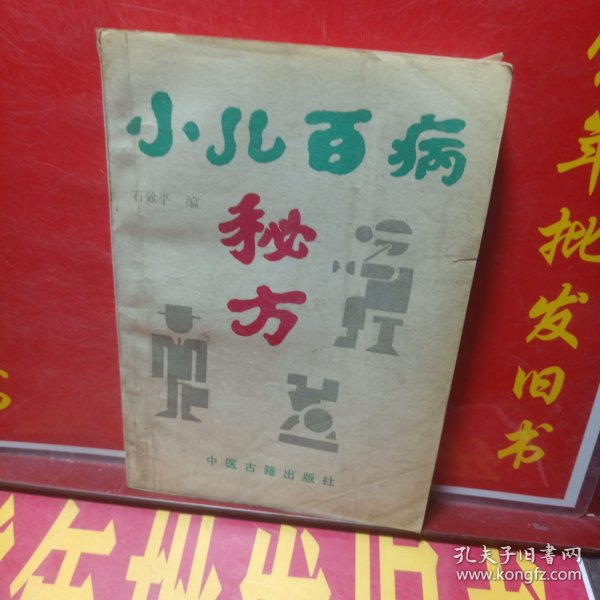 小儿百病
石效平 编
秘方
中医古籍出版社
年批发旧书
孔夫子旧书网
www.kongfz.com